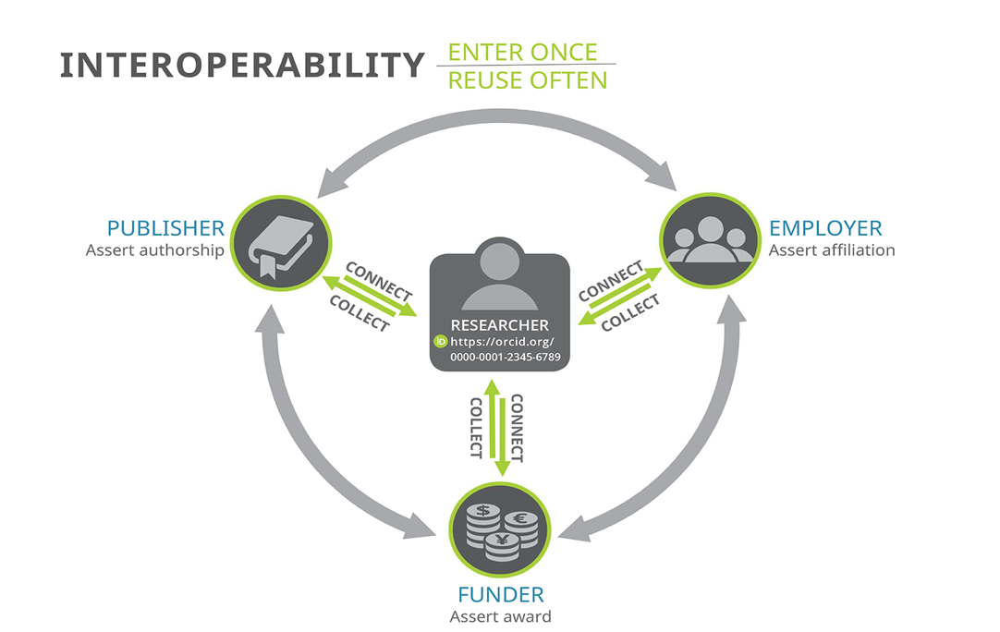 INTEROPERABILITY
ENTER ONCE
REUSE OFTEN
PUBLISHER
Assert authorship
EMPLOYER
Assert affiliation
CONNECT
COLLECT
CONNECT
COLLECT
RESEARCHER
iD https://orcid.org/
0000-0001-2345-6789
COLLECT
CONNECT
$
€
¥
FUNDER
Assert award